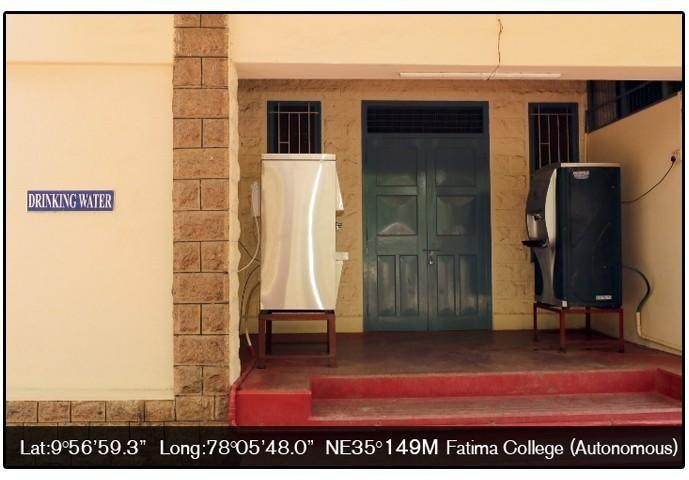 DRINKING WATER
Lat:9°56'59.3" Long:78°05'48.0" NE35°149M Fatima College (Autonomous)